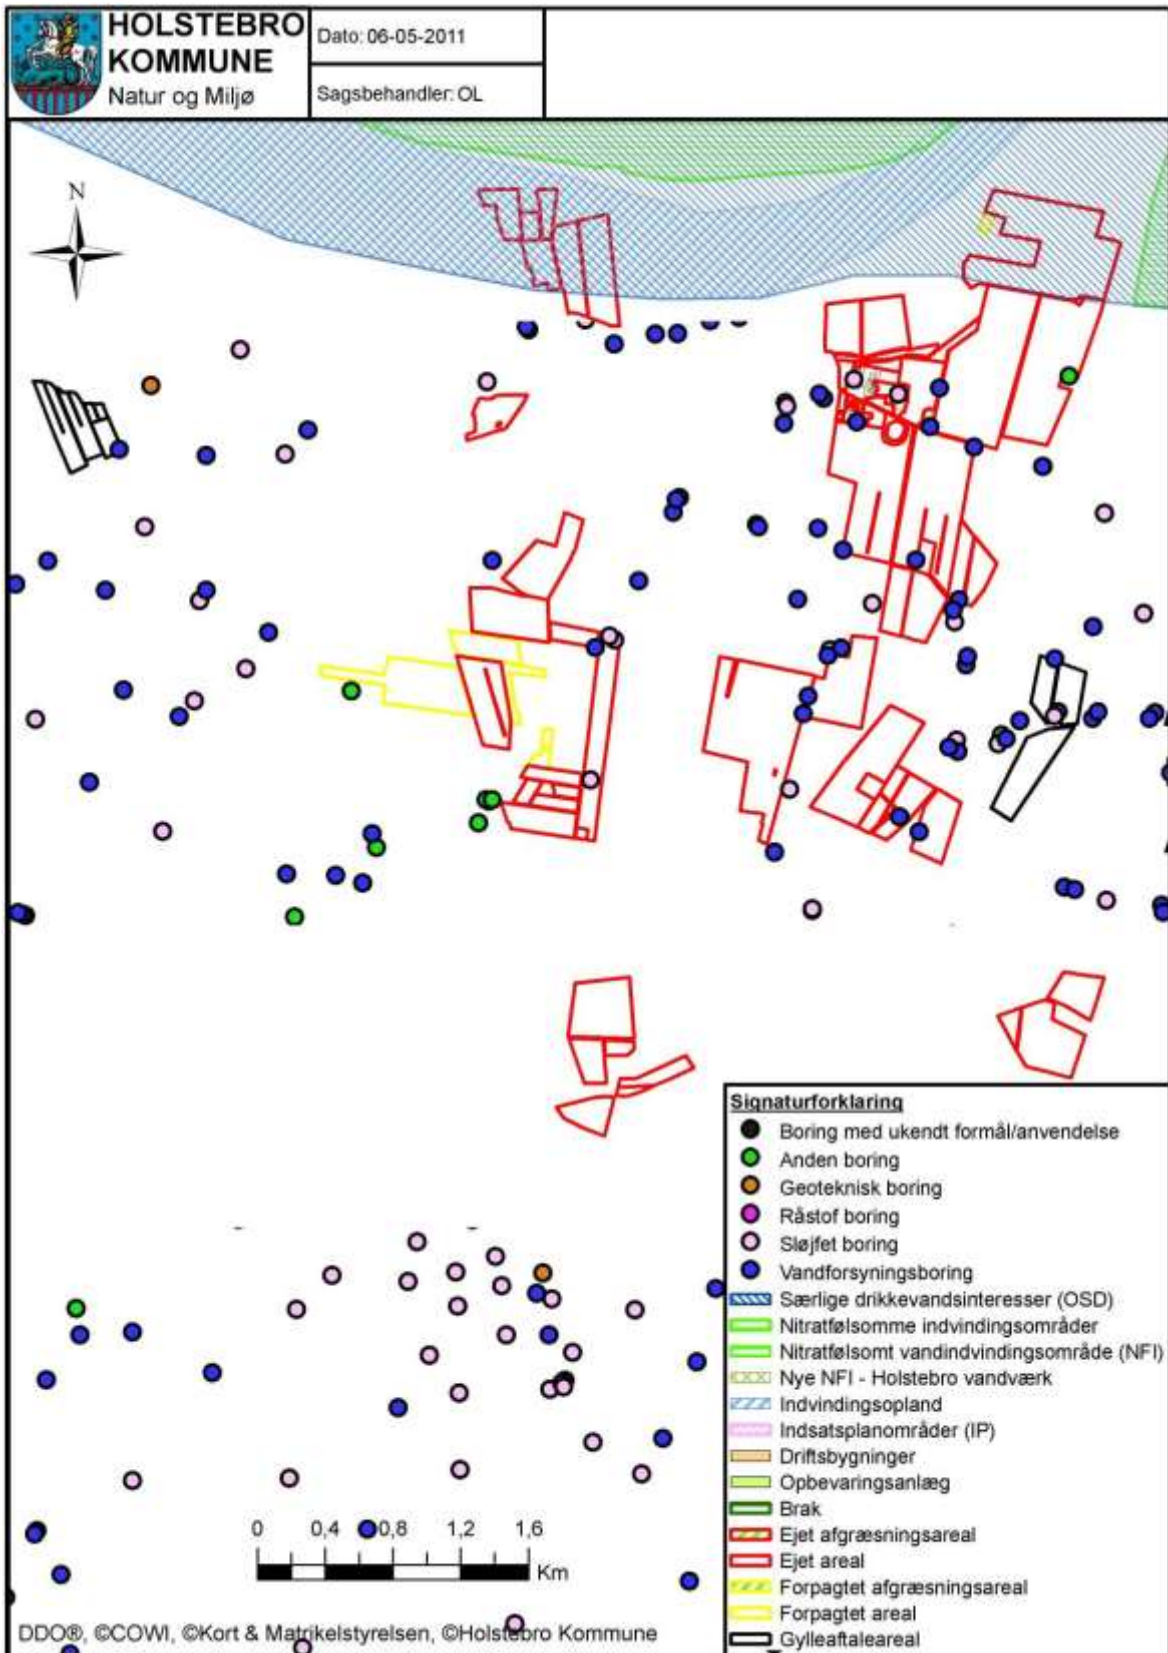 HOLSTEBRO
KOMMUNE
Natur og Miljø
Dato: 06-05-2011
Sagsbehandler: OL
N
Signaturforklaring
Boring med ukendt formål/anvendelse
Anden boring
Geoteknisk boring
Råstof boring
Sløjfet boring
Vandforsyningsboring
Særlige drikkevandsinteresser (OSD)
Nitratfølsomme indvindingsområder
Nitratfølsomt vandindvindingsområde (NFI)
Nye NFI - Holstebro vandværk
Indvindingsopland
Indsatsplanområder (IP)
Driftsbygninger
Opbevaringsanlæg
Brak
Ejet afgræsningsareal
Ejet areal
Forpagtet afgræsningsareal
Forpagtet areal
Gylleaftaleareal
0 0,4 0,8 1,2 1,6
Km
DDO®, ©COWI, ©Kort & Matrikelstyrelsen, ©Holstebro Kommune